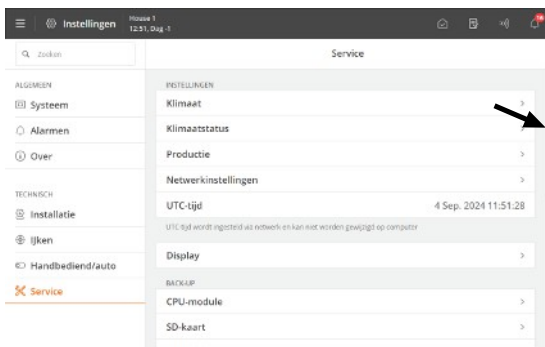 Instellingen
House 1
12:51, Dag -1
Zoeken
Service
ALGEMEEN
Systeem
Alarmen
Over
TECHNISCH
Installatie
IJken
Handbediend/auto
Service
INSTELLINGEN
Klimaat
Klimaatstatus
Productie
Netwerkinstellingen
UTC-tijd
4 Sep. 2024 11:51:28
UTC-tijd wordt ingesteld via netwerk en kan niet worden gewijzigd op computer
Display
BACK-UP
CPU-module
SD-kaart